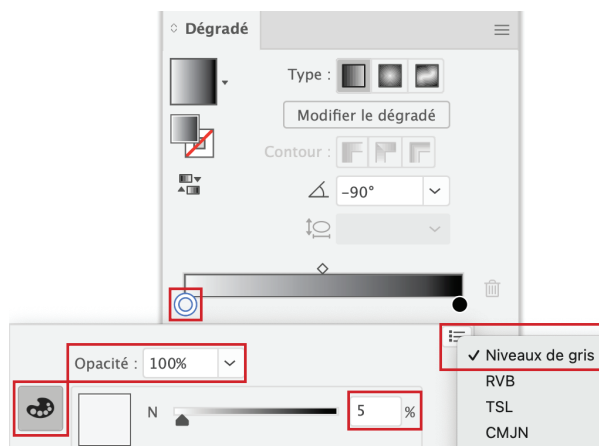 Dégradé
Type :
Modifier le dégradé
Contour :
-90°
Opacité : 100%
✓ Niveaux de gris
RVB
TSL
CMJN
N 5 %